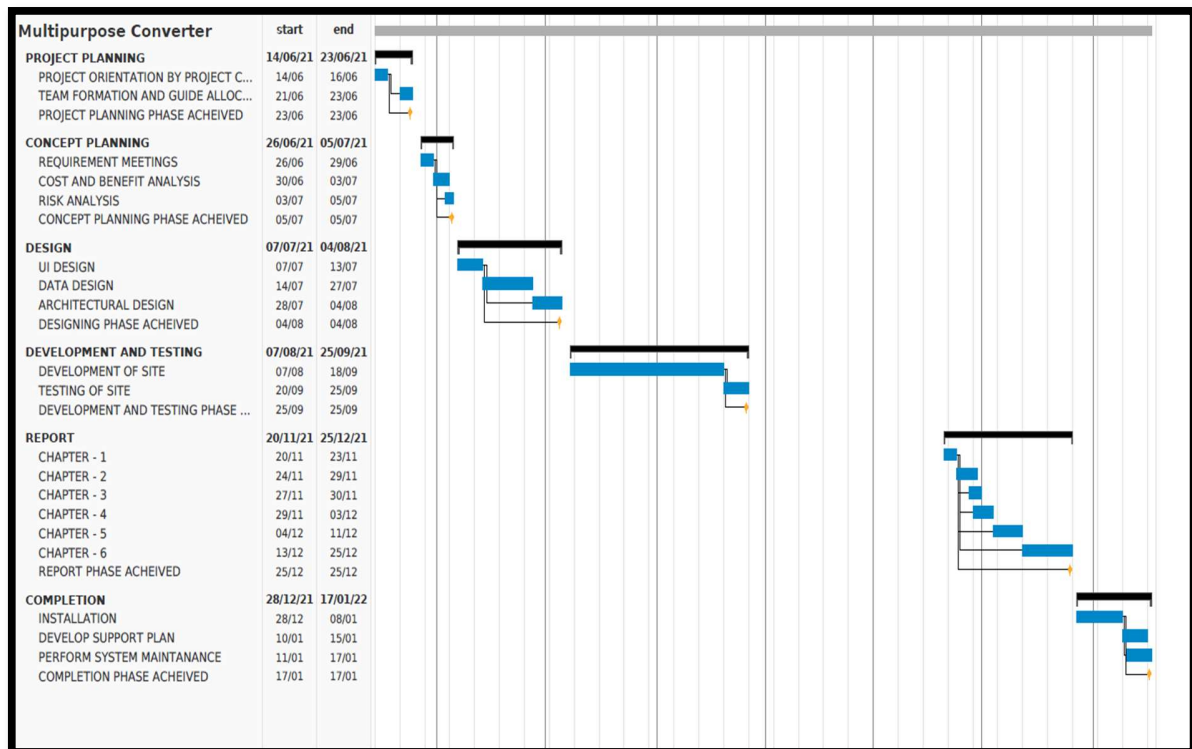 Multipurpose Converter start end
PROJECT PLANNING 14/06/21 23/06/21
PROJECT ORIENTATION BY PROJECT C... 14/06 16/06
TEAM FORMATION AND GUIDE ALLOC... 21/06 23/06
PROJECT PLANNING PHASE ACHEIVED 23/06 23/06
CONCEPT PLANNING 26/06/21 05/07/21
REQUIREMENT MEETINGS 26/06 29/06
COST AND BENEFIT ANALYSIS 30/06 03/07
RISK ANALYSIS 03/07 05/07
CONCEPT PLANNING PHASE ACHEIVED 05/07 05/07
DESIGN 07/07/21 04/08/21
UI DESIGN 07/07 13/07
DATA DESIGN 14/07 27/07
ARCHITECTURAL DESIGN 28/07 04/08
DESIGNING PHASE ACHEIVED 04/08 04/08
DEVELOPMENT AND TESTING 07/08/21 25/09/21
DEVELOPMENT OF SITE 07/08 18/09
TESTING OF SITE 20/09 25/09
DEVELOPMENT AND TESTING PHASE ... 25/09 25/09
REPORT 20/11/21 25/12/21
CHAPTER - 1 20/11 23/11
CHAPTER - 2 24/11 29/11
CHAPTER - 3 27/11 30/11
CHAPTER - 4 29/11 03/12
CHAPTER - 5 04/12 11/12
CHAPTER - 6 13/12 25/12
REPORT PHASE ACHEIVED 25/12 25/12
COMPLETION 28/12/21 17/01/22
INSTALLATION 28/12 08/01
DEVELOP SUPPORT PLAN 10/01 15/01
PERFORM SYSTEM MAINTANANCE 11/01 17/01
COMPLETION PHASE ACHEIVED 17/01 17/01